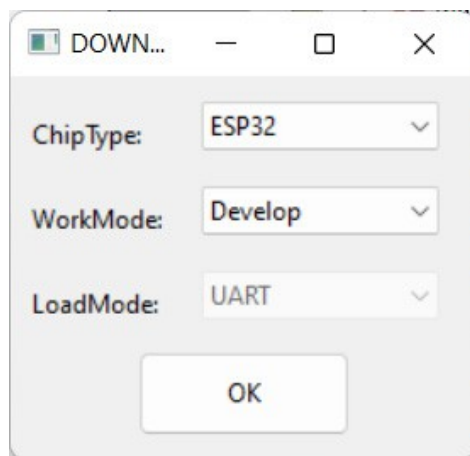 DOWN...
ChipType: ESP32
WorkMode: Develop
LoadMode: UART
OK